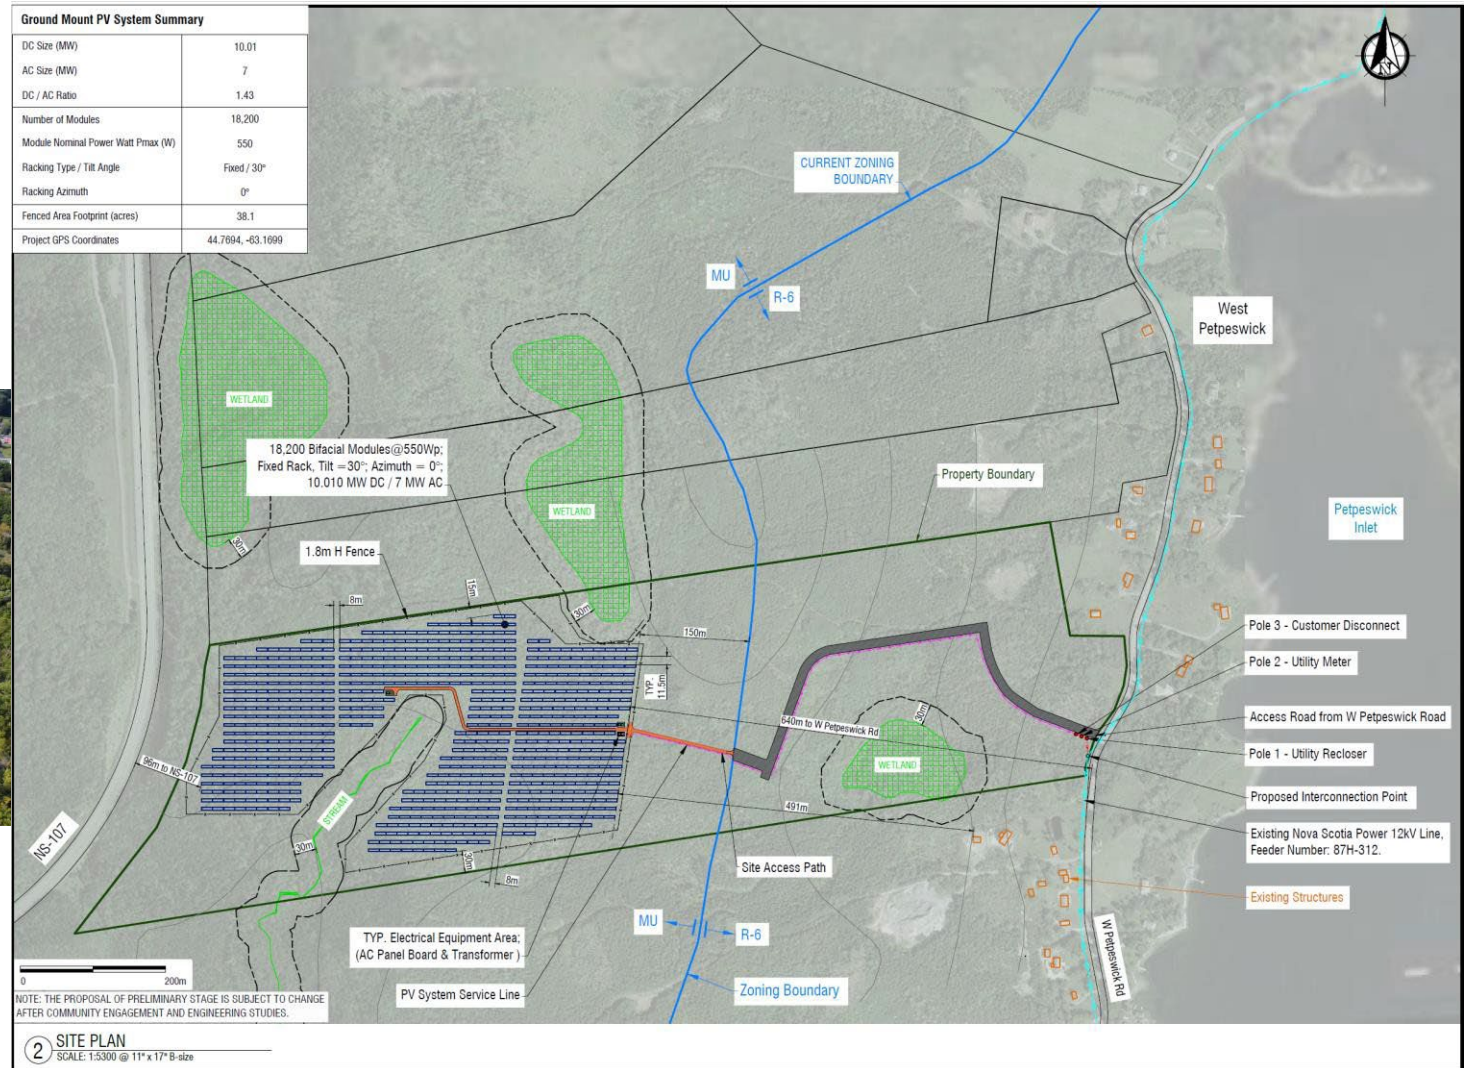 Ground Mount PV System Summary
DC Size (MW) 10.01
AC Size (MW) 7
DC / AC Ratio 1.43
Number of Modules 18,200
Module Nominal Power Watt Pmax (W) 550
Racking Type / Tilt Angle Fixed / 30°
Racking Azimuth 0°
Fenced Area Footprint (acres) 38.1
Project GPS Coordinates 44.7694, -63.1699
N
CURRENT ZONING
BOUNDARY
MU
R-6
West
Petpeswick
WETLAND
18,200 Bifacial Modules@550Wp;
Fixed Rack, Tilt =30°; Azimuth = 0°;
10.010 MW DC / 7 MW AC
Property Boundary
WETLAND
Petpeswick
Inlet
30m
1.8m H Fence
15m
8m
30m
150m
Pole 3 - Customer Disconnect
Pole 2 - Utility Meter
TYP.
11.5m
640m to W Petpeswick Rd
30m
Access Road from W Petpeswick Road
Pole 1 - Utility Recloser
96m to NS-107
WETLAND
Proposed Interconnection Point
491m
STREAM
NS-107
30m
Existing Nova Scotia Power 12kV Line,
Feeder Number: 87H-312.
30m
8m
Site Access Path
Existing Structures
MU
R-6
TYP. Electrical Equipment Area;
(AC Panel Board & Transformer )
W Petpeswick Rd
PV System Service Line
Zoning Boundary
0 200m
NOTE: THE PROPOSAL OF PRELIMINARY STAGE IS SUBJECT TO CHANGE
AFTER COMMUNITY ENGAGEMENT AND ENGINEERING STUDIES.
2 SITE PLAN
SCALE: 1:5300 @ 11" x 17" B-size